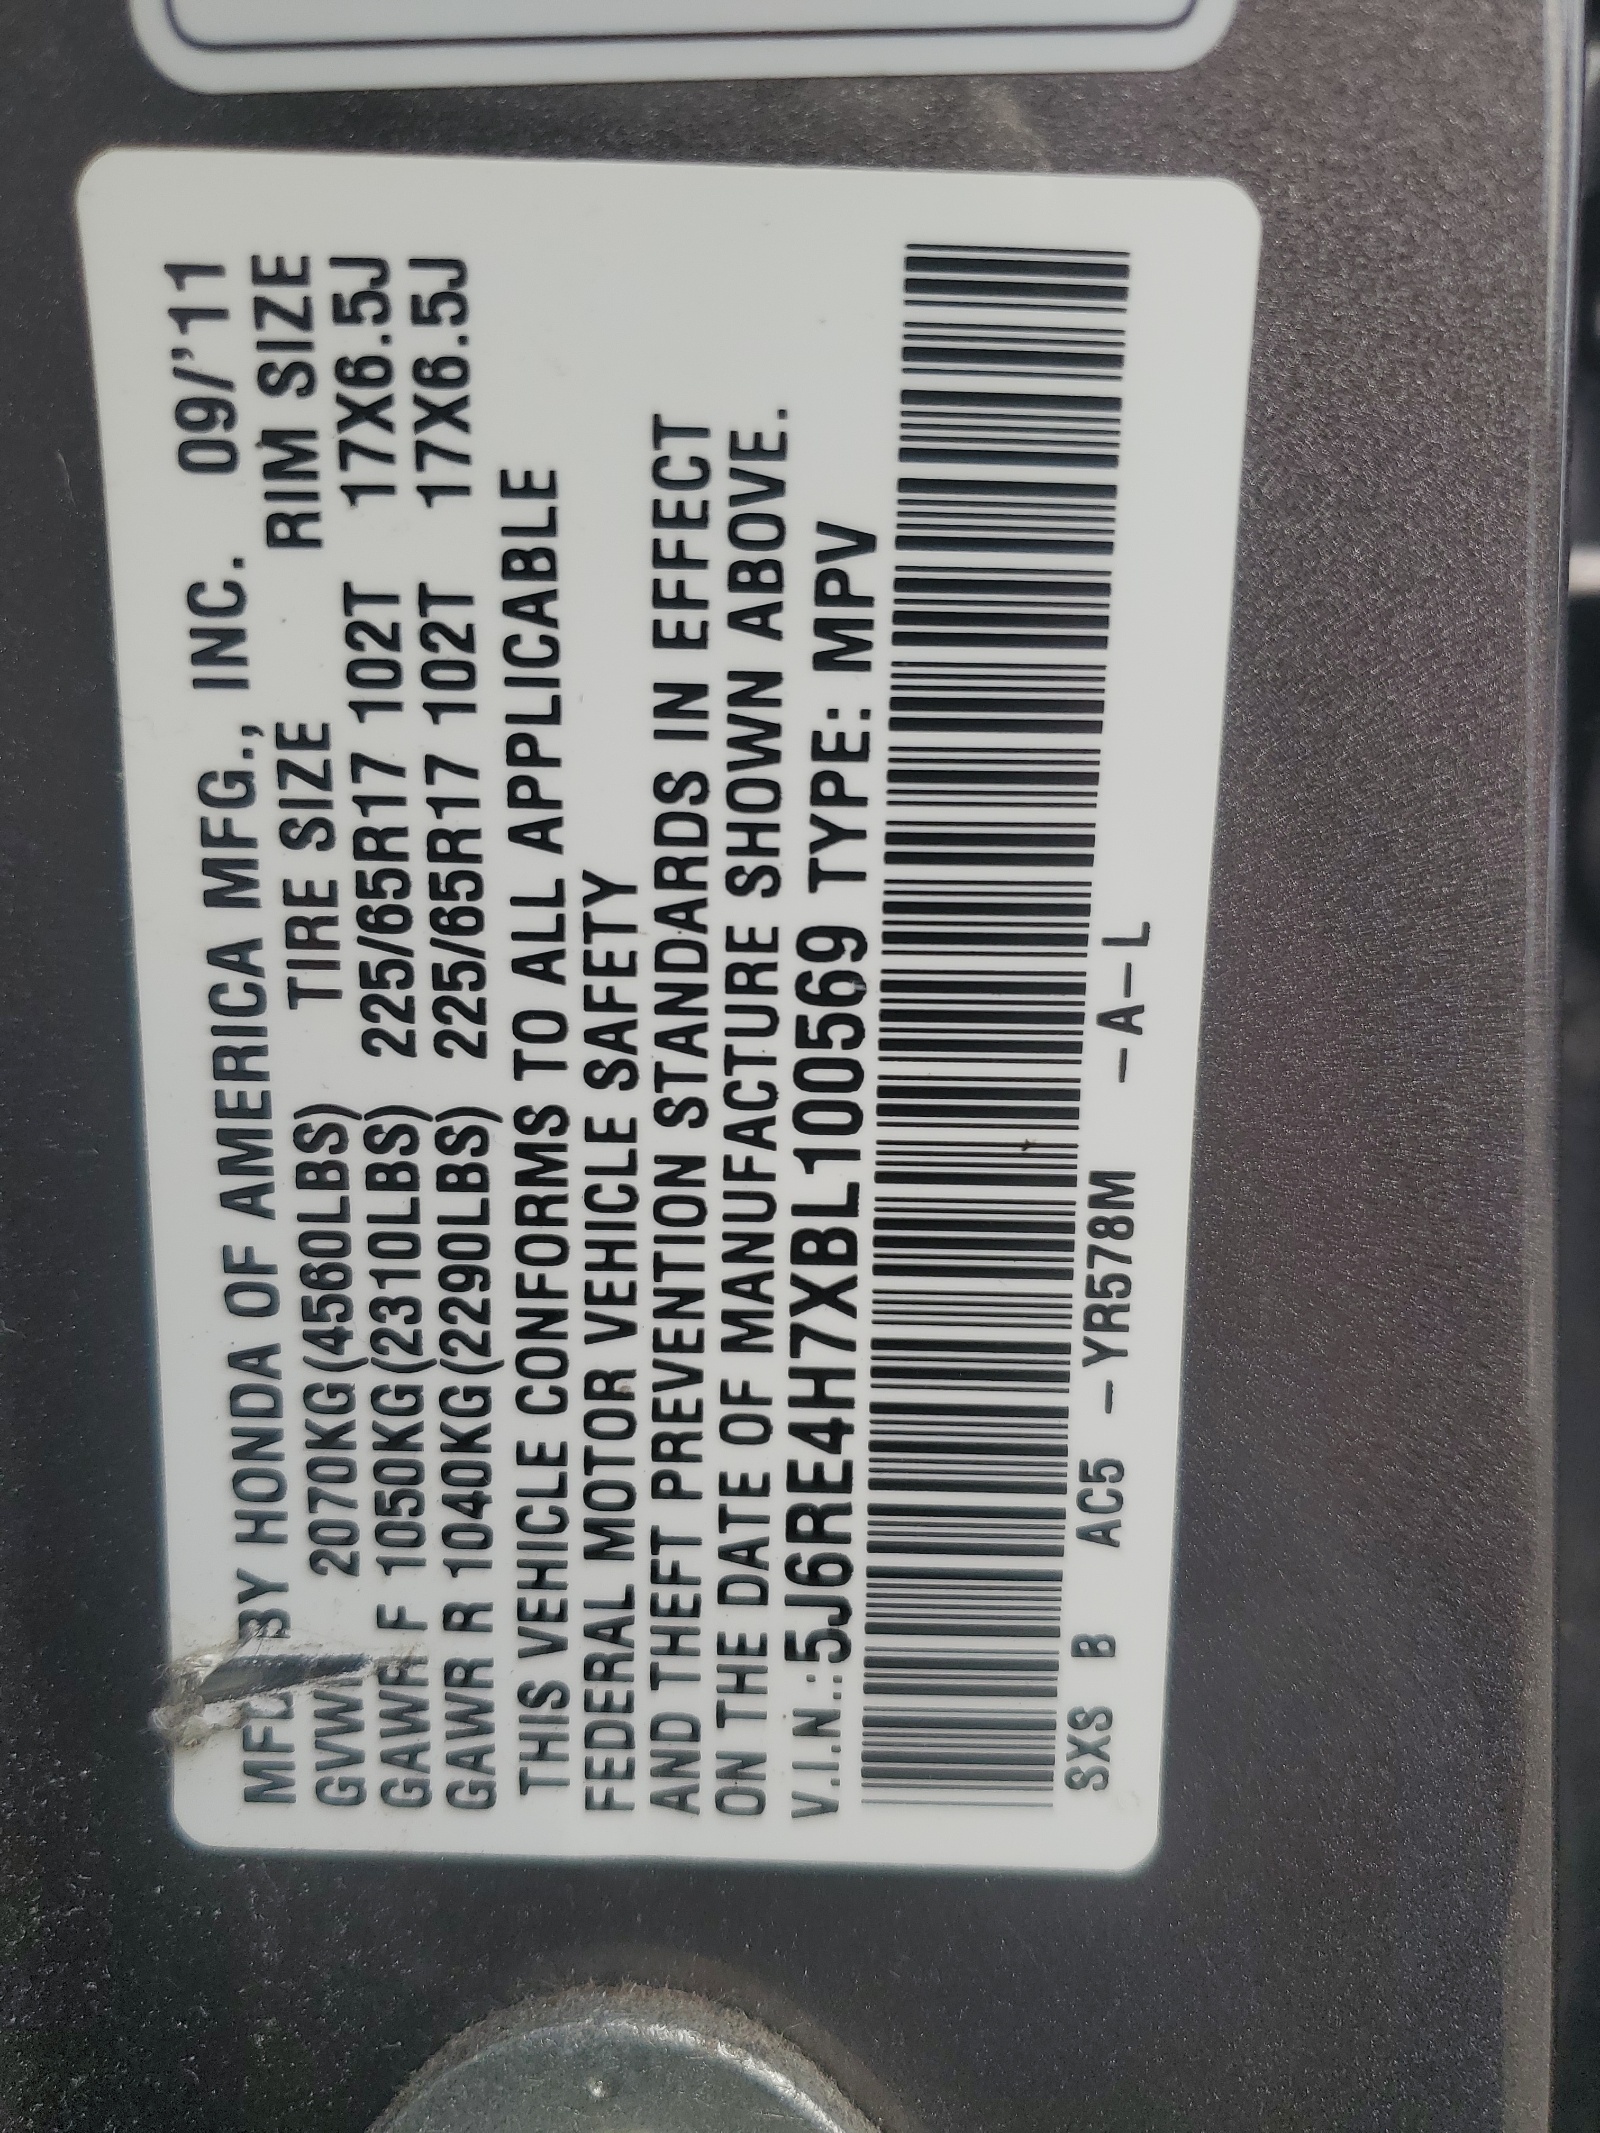 BY HONDA OF AMERICA MFG., INC. 09/'11
TIRE SIZE RIM SIZE
2070KG(4560LBS)
GAWR F 1050KG(2310LBS) 225/65R17 102T 17X6.5J
GAWR R 1040KG(2290LBS) 225/65R17 102T 17X6.5J
THIS VEHICLE CONFORMS TO ALL APPLICABLE
FEDERAL MOTOR VEHICLE SAFETY
AND THEFT PREVENTION STANDARDS IN EFFECT
ON THE DATE OF MANUFACTURE SHOWN ABOVE.
V.I.N.:5J6RE4H7XBL100569 TYPE: MPV
SXS B AC5 -YR578M -A-L